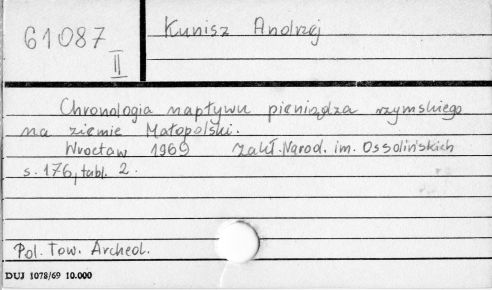 61087
II
Kunisz Andrzej
Chronologia napływu pieniądza rzymskiego
na ziemie Małopolski.
Wrocław 1969 Zakł. Narod. im. Ossolińskich
s. 176, tabl. 2.
Pol. Tow. Archeol.
DUJ 1078/69 10.000